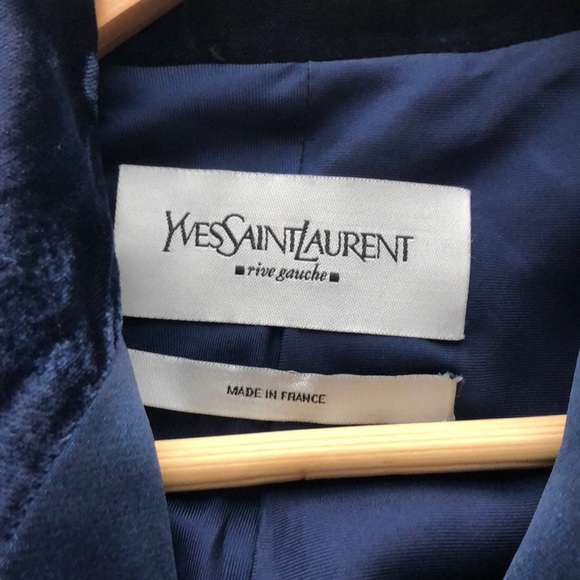 YVESSAINTLAURENT
rive gauche
MADE IN FRANCE